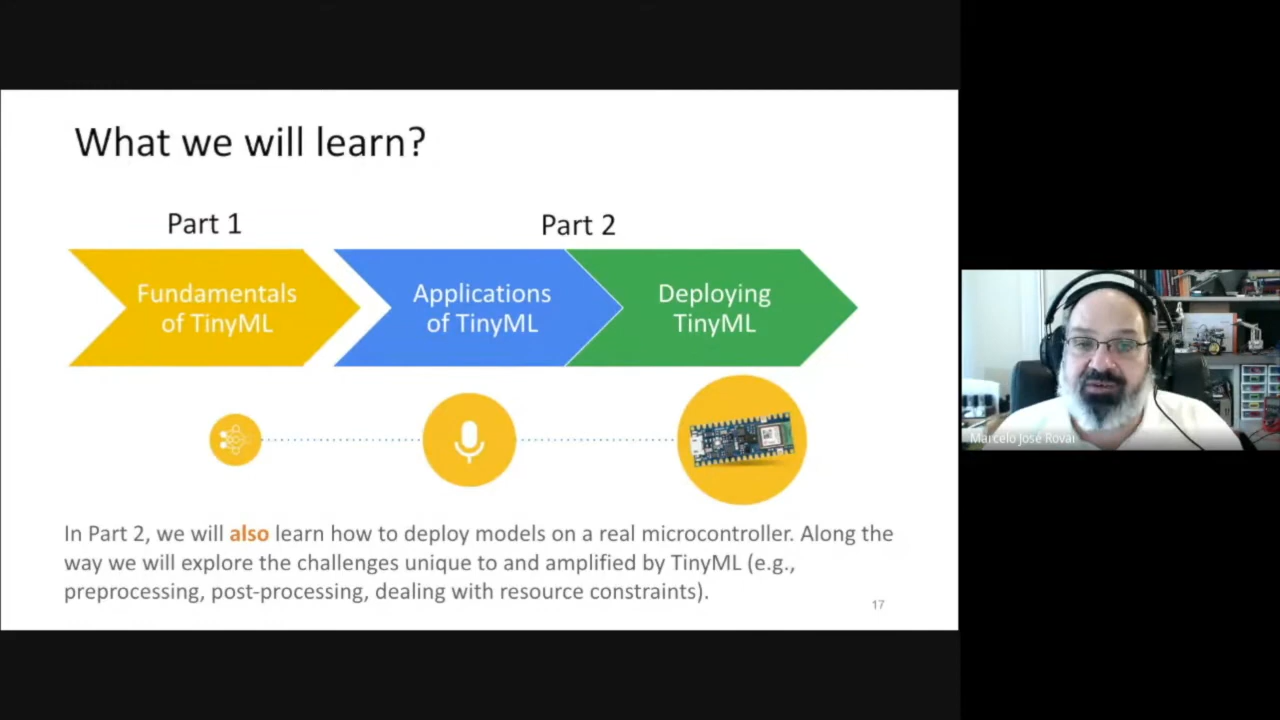 What we will learn?
Part 1
Part 2
Fundamentals
of TinyML
Applications
of TinyML
Deploying
TinyML
In Part 2, we will also learn how to deploy models on a real microcontroller. Along the
way we will explore the challenges unique to and amplified by TinyML (e.g.,
preprocessing, post-processing, dealing with resource constraints).
17
Marcelo José Rovai